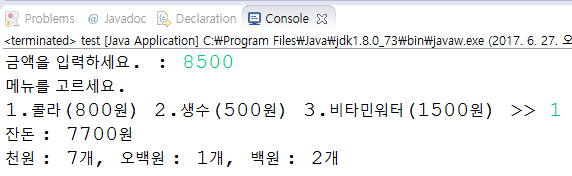 Problems @ Javadoc Declaration Console
<terminated> test [Java Application] C:₩Program Files₩Java₩jdk1.8.0_73₩bin₩javaw.exe (2017. 6. 27. 오
금액을 입력하세요. : 8500
메뉴를 고르세요.
1.콜라(800원) 2.생수(500원) 3.비타민워터(1500원) >> 1
잔돈 : 7700원
천원 : 7개, 오백원 : 1개, 백원 : 2개